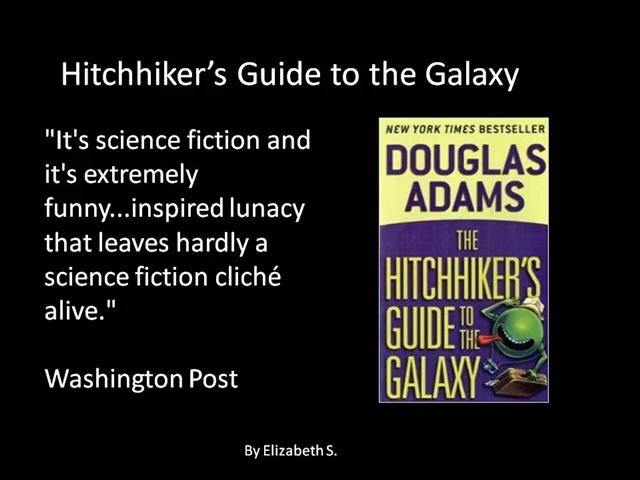 Hitchhiker’s Guide to the Galaxy
"It's science fiction and
it's extremely
funny...inspired lunacy
that leaves hardly a
science fiction cliché
alive."
Washington Post
NEW YORK TIMES BESTSELLER
DOUGLAS
ADAMS
THE
HITCHHIKER'S
GUIDE TO
THE
GALAXY
By Elizabeth S.